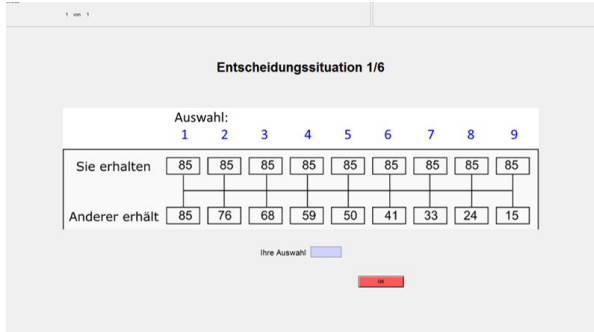 1 von 1
Entscheidungssituation 1/6
Auswahl:
1 2 3 4 5 6 7 8 9
Sie erhalten 85 85 85 85 85 85 85 85 85
Anderer erhält 85 76 68 59 50 41 33 24 15
Ihre Auswahl
OK